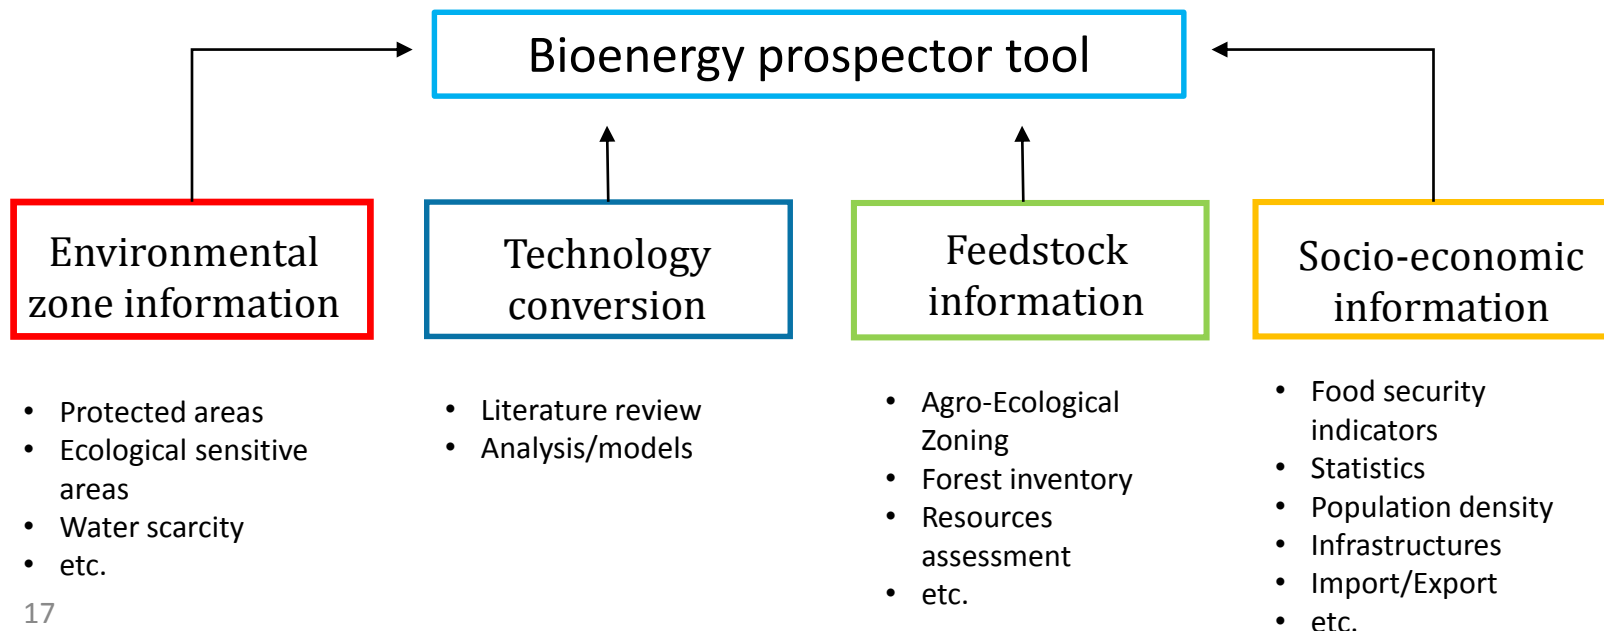 Bioenergy prospector tool
Environmental
zone information
Technology
conversion
Feedstock
information
Socio-economic
information
• Protected areas
• Ecological sensitive
areas
• Water scarcity
• etc.
• Literature review
• Analysis/models
• Agro-Ecological
Zoning
• Forest inventory
• Resources
assessment
• etc.
• Food security
indicators
• Statistics
• Population density
• Infrastructures
• Import/Export
• etc.
17